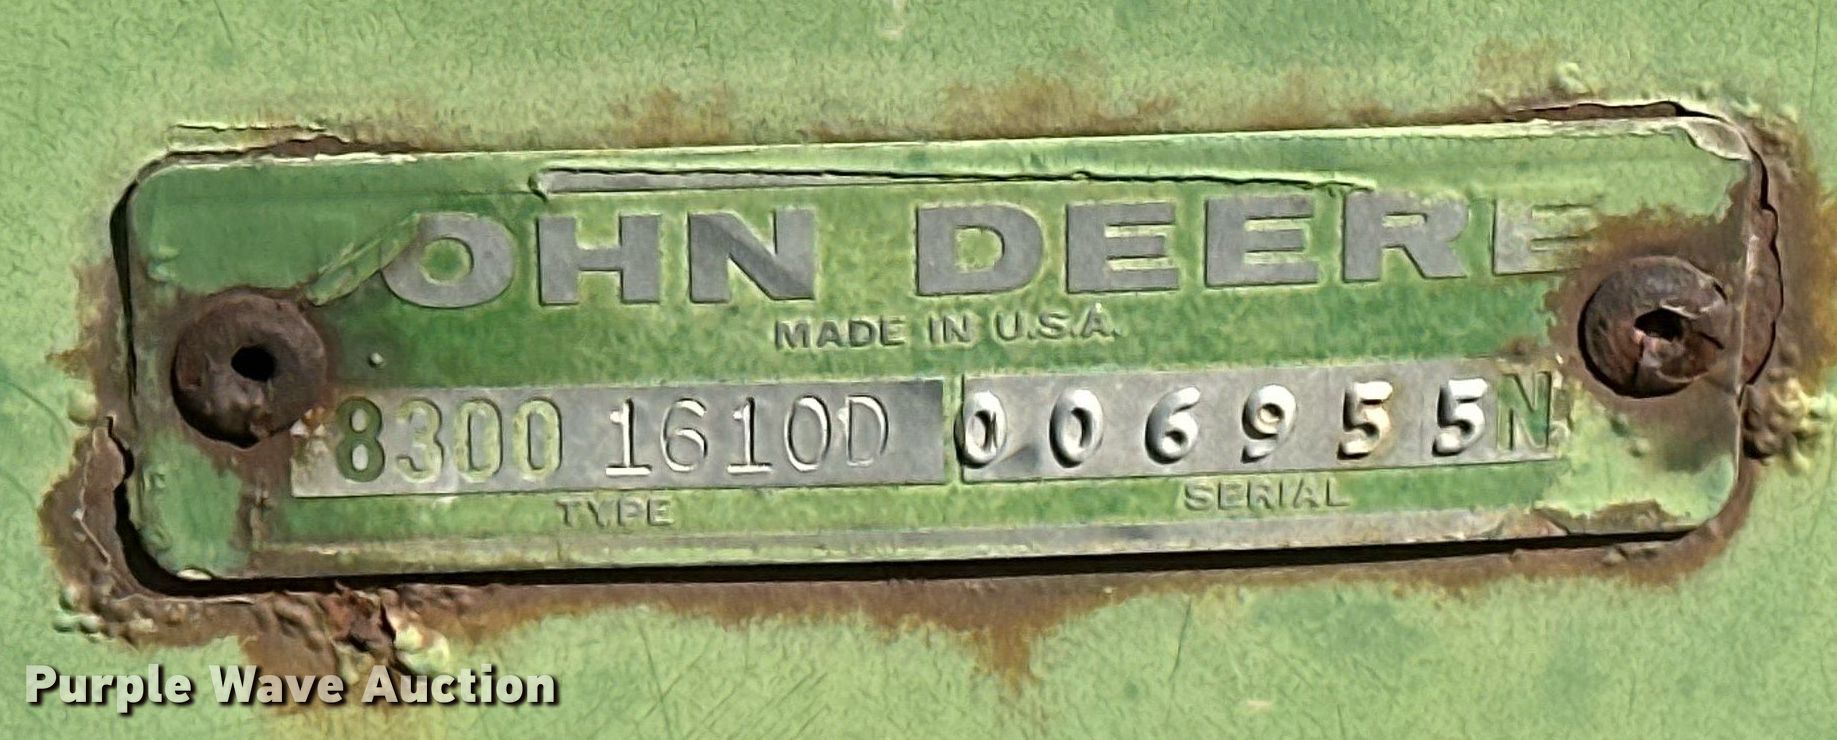 OHN DEERE
MADE IN U.S.A.
8300 1610D 006955N
TYPE SERIAL
Purple Wave Auction